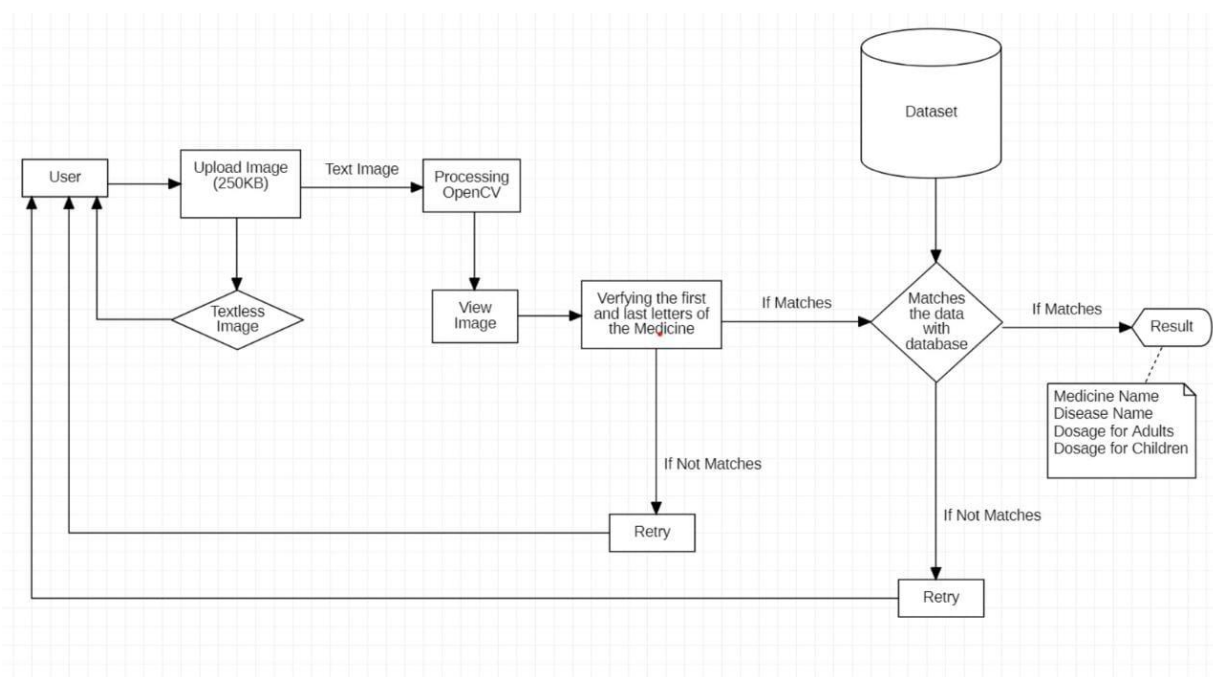 Dataset
User
Upload Image
(250KB)
Text Image
Processing
OpenCV
Textless
Image
View
Image
Verfying the first
and last letters of
the Medicine
If Matches
Matches
the data
with
database
If Matches
Result
Medicine Name
Disease Name
Dosage for Adults
Dosage for Children
If Not Matches
Retry
If Not Matches
Retry